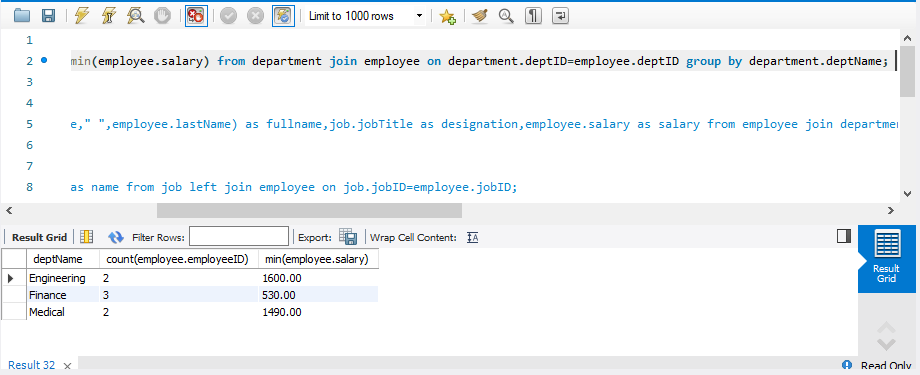 Limit to 1000 rows
1
2 min(employee.salary) from department join employee on department.deptID=employee.deptID group by department.deptName;
3
4
5 e," ",employee.lastName) as fullname,job.jobTitle as designation,employee.salary as salary from employee join departmen
6
7
8 as name from job left join employee on job.jobID=employee.jobID;
Result Grid Filter Rows: Export: Wrap Cell Content: IA
deptName count(employee.employeeID) min(employee.salary)
Engineering 2 1600.00
Finance 3 530.00
Medical 2 1490.00
Result
Grid
Result 32 Read Only